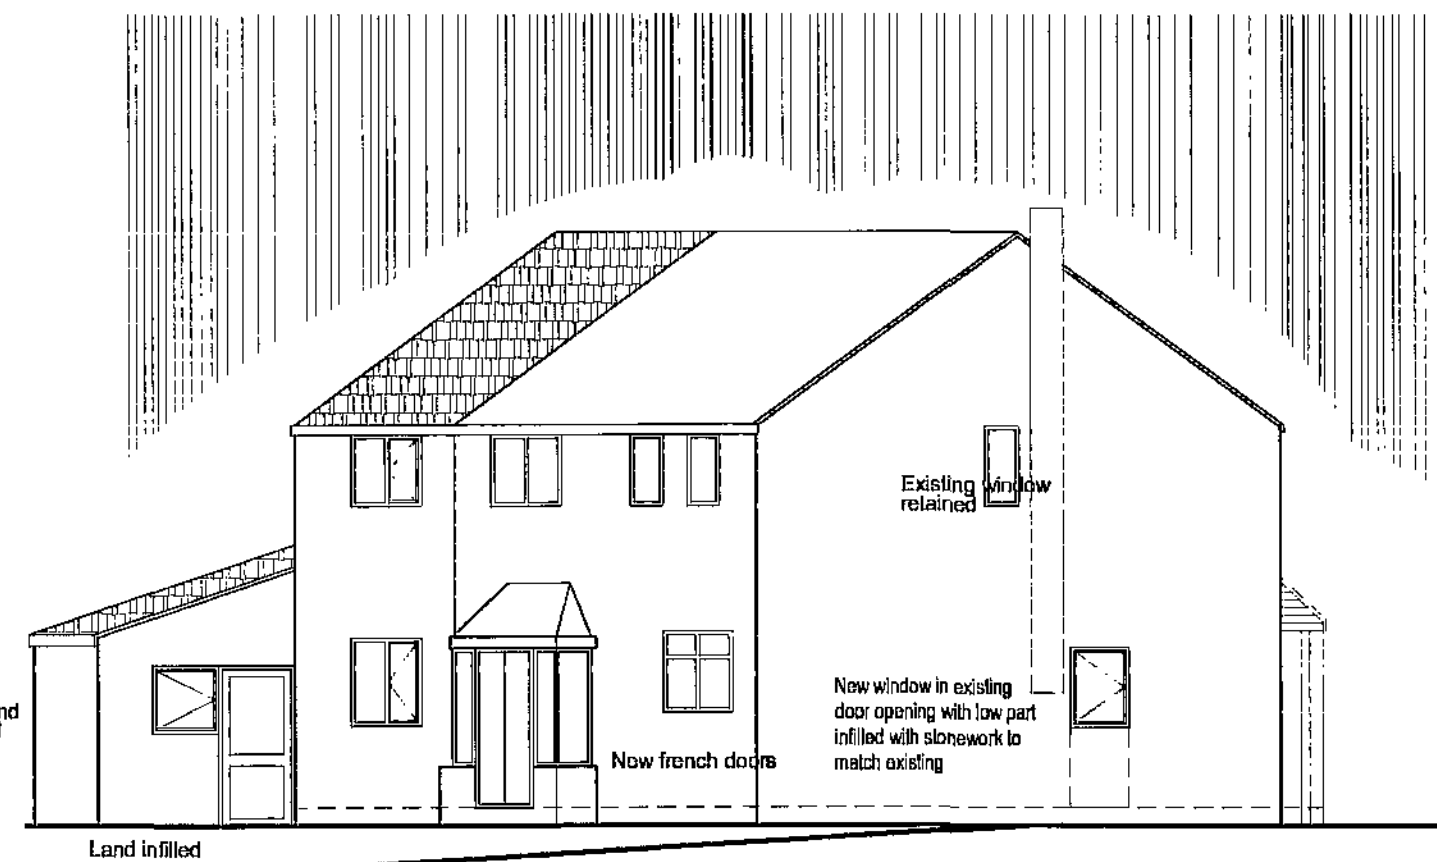 Existing window
retained
nd
New window in existing
door opening with low part
infilled with stonework to
match existing
New french doors
Land infilled